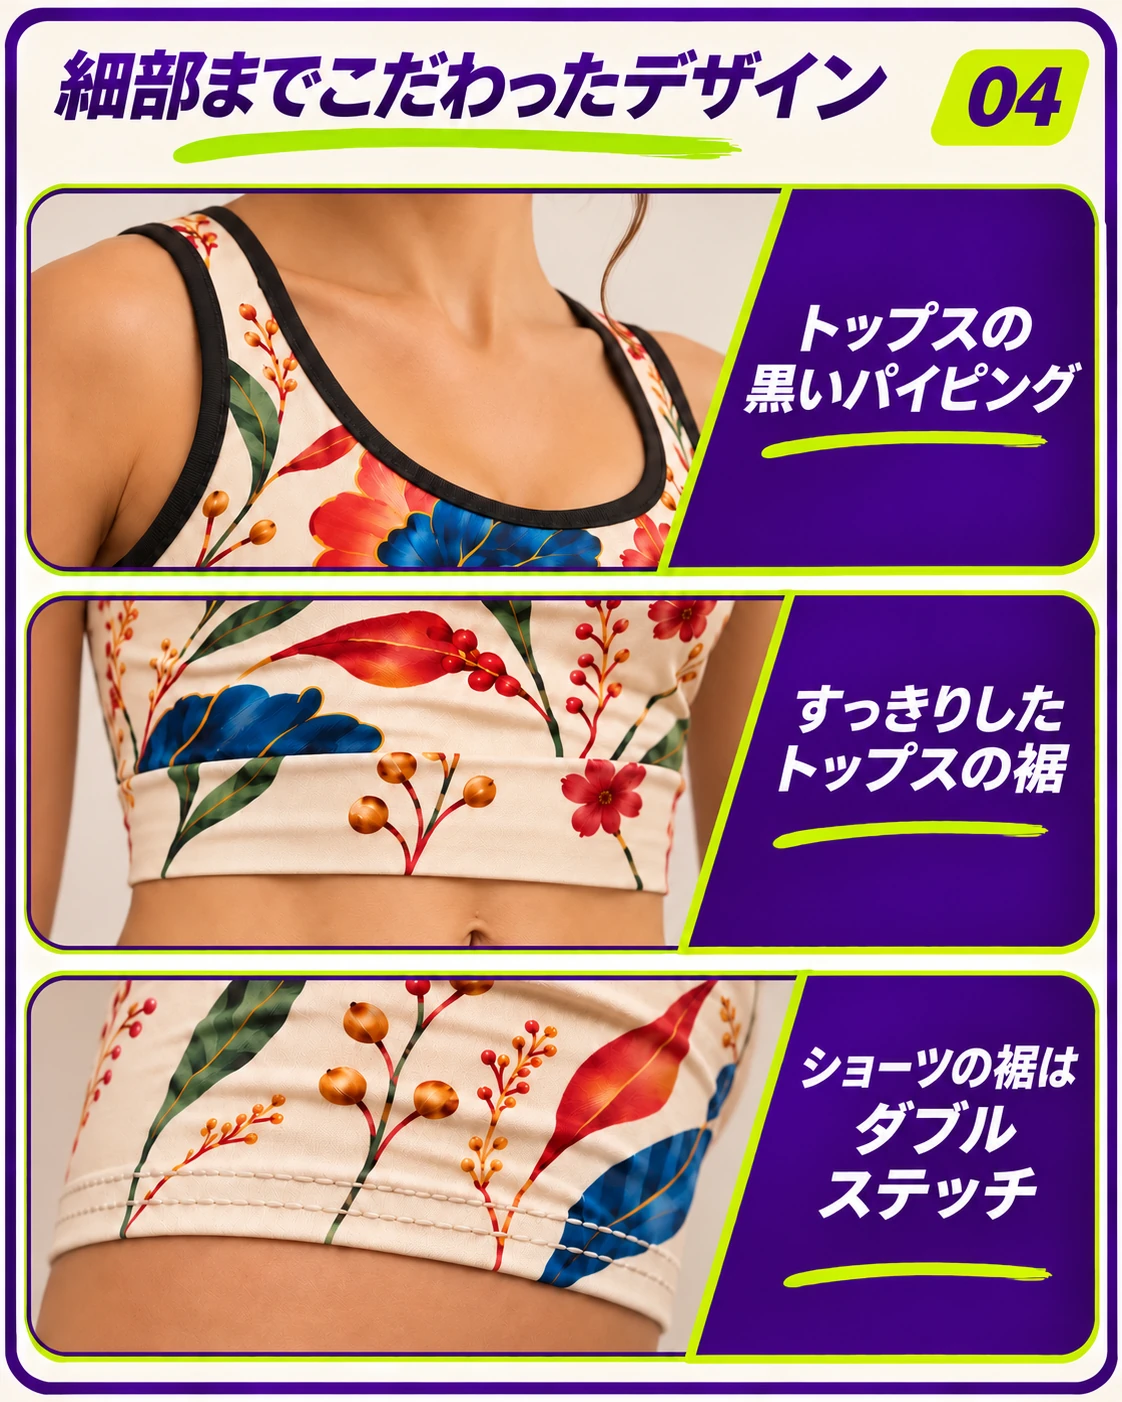 細部までこだわったデザイン
04
トップスの
黒いパイピング
すっきりした
トップスの裾
ショーツの裾は
ダブル
ステッチ